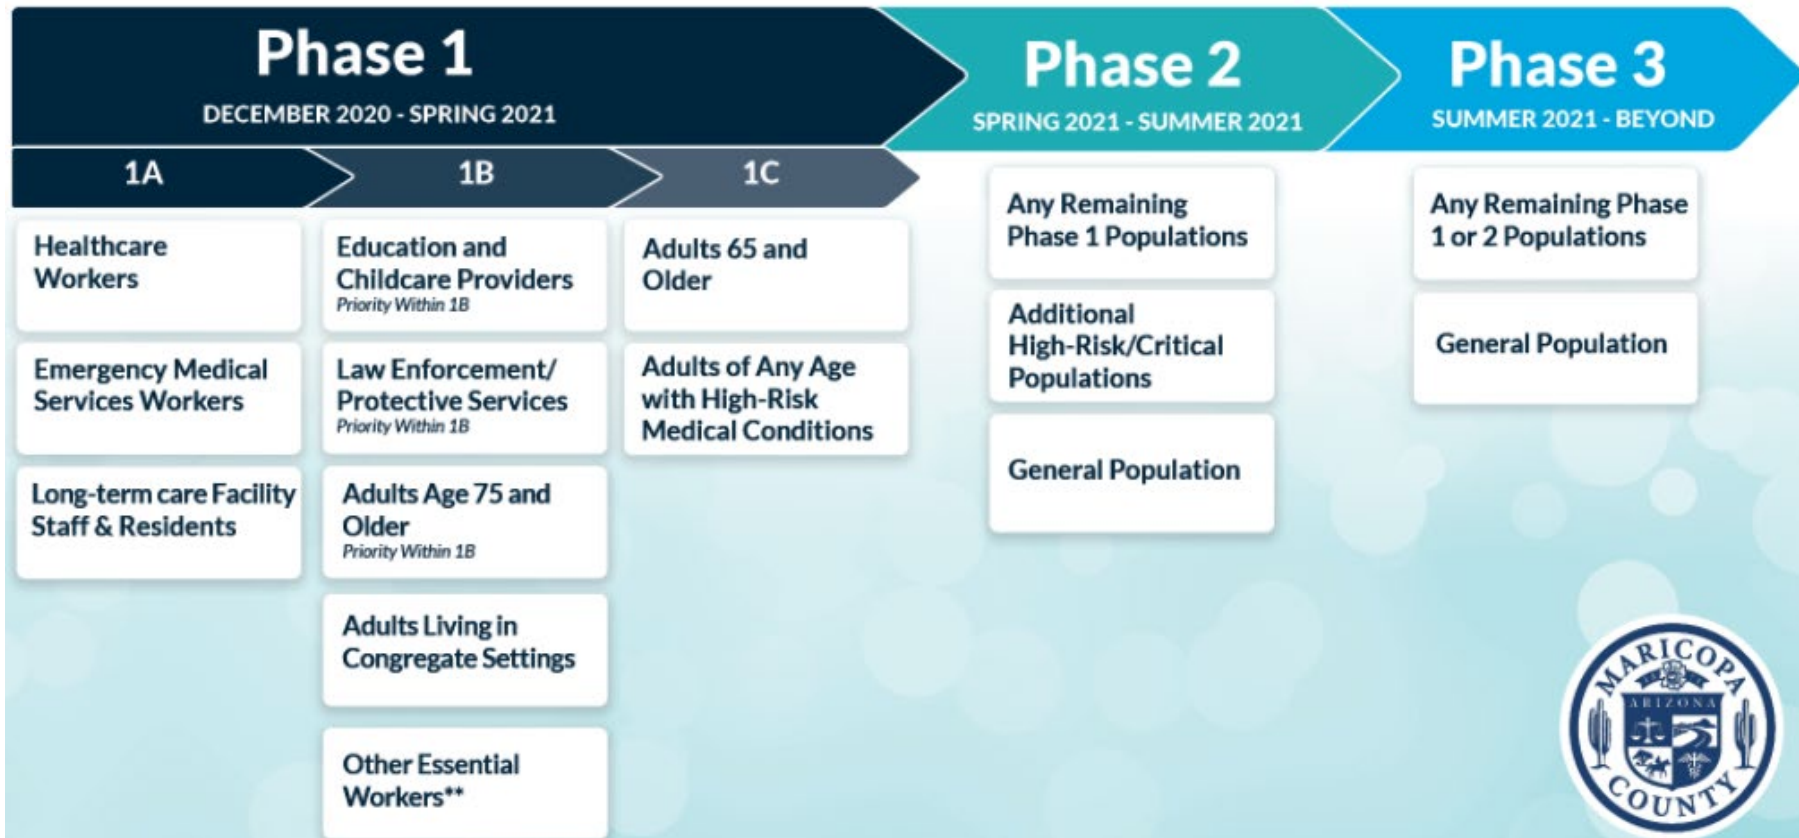 Phase 1
DECEMBER 2020 - SPRING 2021
Phase 2
SPRING 2021 - SUMMER 2021
Phase 3
SUMMER 2021 - BEYOND
1A
1B
1C
Healthcare
Workers
Emergency Medical
Services Workers
Long-term care Facility
Staff & Residents
Education and
Childcare Providers
Priority Within 1B
Law Enforcement/
Protective Services
Priority Within 1B
Adults Age 75 and
Older
Priority Within 1B
Adults Living in
Congregate Settings
Other Essential
Workers**
Adults 65 and
Older
Adults of Any Age
with High-Risk
Medical Conditions
Any Remaining
Phase 1 Populations
Additional
High-Risk/Critical
Populations
General Population
Any Remaining Phase
1 or 2 Populations
General Population
MARICOPA
ARIZONA
COUNTY